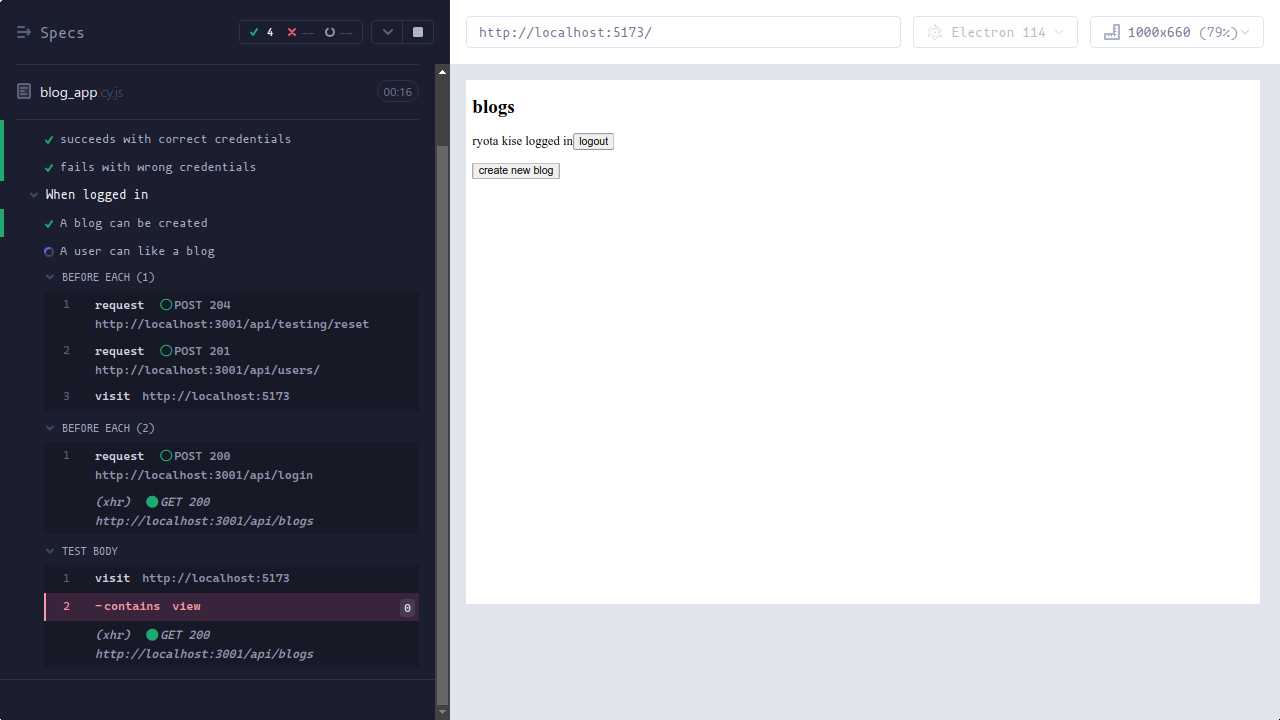 Specs
4 -- --
blog_app.cy.js 00:16
succeeds with correct credentials
fails with wrong credentials
When logged in
A blog can be created
A user can like a blog
BEFORE EACH (1)
1 request POST 204
http://localhost:3001/api/testing/reset
2 request POST 201
http://localhost:3001/api/users/
3 visit http://localhost:5173
BEFORE EACH (2)
1 request POST 200
http://localhost:3001/api/login
(xhr) GET 200
http://localhost:3001/api/blogs
TEST BODY
1 visit http://localhost:5173
2 -contains view 0
(xhr) GET 200
http://localhost:3001/api/blogs
http://localhost:5173/
Electron 114
1000x660 (79%)
blogs
ryota kise logged in logout
create new blog